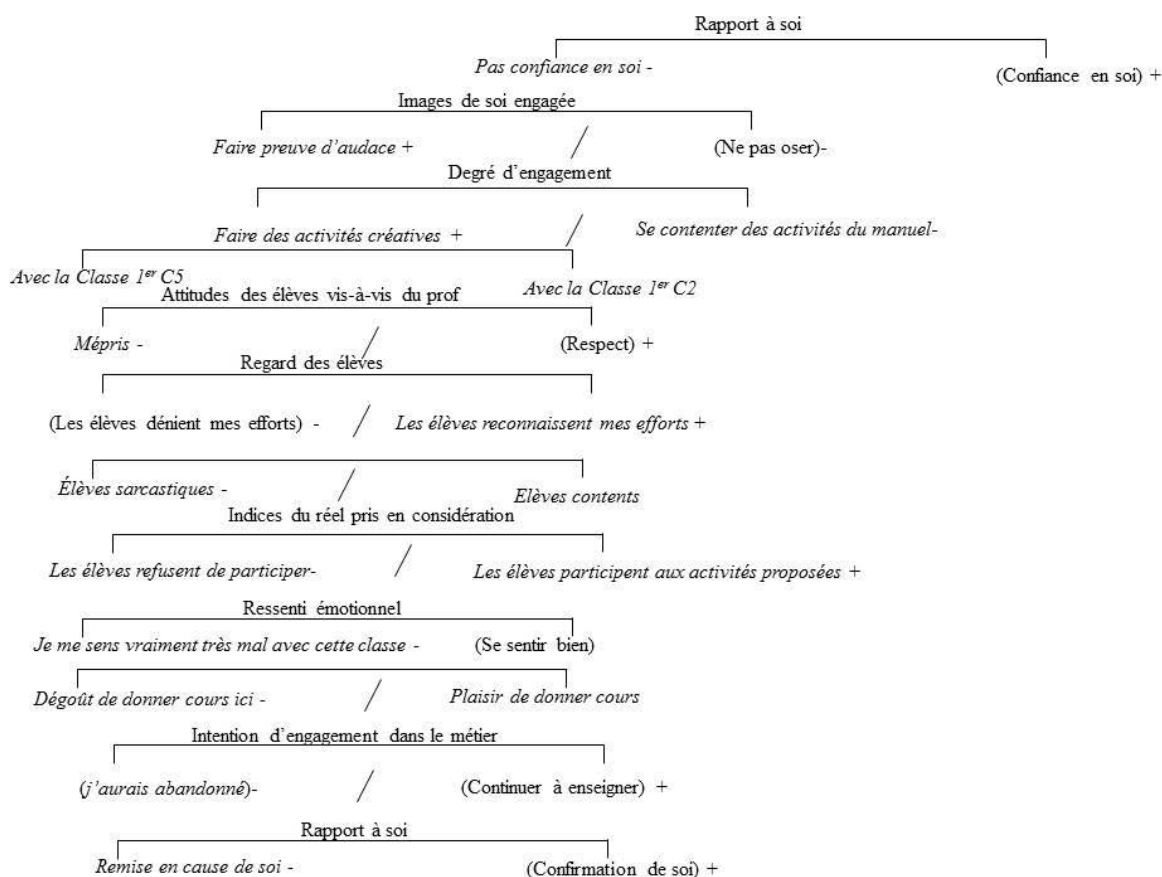 Rapport à soi
Pas confiance en soi - (Confiance en soi) +
Images de soi engagée
Faire preuve d’audace + / (Ne pas oser)-
Degré d’engagement
Faire des activités créatives + / Se contenter des activités du manuel-
Avec la Classe 1er C5 Avec la Classe 1er C2
Attitudes des élèves vis-à-vis du prof
Mépris - / (Respect) +
Regard des élèves
(Les élèves dénient mes efforts) - / Les élèves reconnaissent mes efforts +
Élèves sarcastiques - / Elèves contents
Indices du réel pris en considération
Les élèves refusent de participer- / Les élèves participent aux activités proposées +
Ressenti émotionnel
Je me sens vraiment très mal avec cette classe - (Se sentir bien)
Dégoût de donner cours ici - / Plaisir de donner cours
Intention d’engagement dans le métier
(j’aurais abandonné)- / (Continuer à enseigner) +
Rapport à soi
Remise en cause de soi - (Confirmation de soi) +